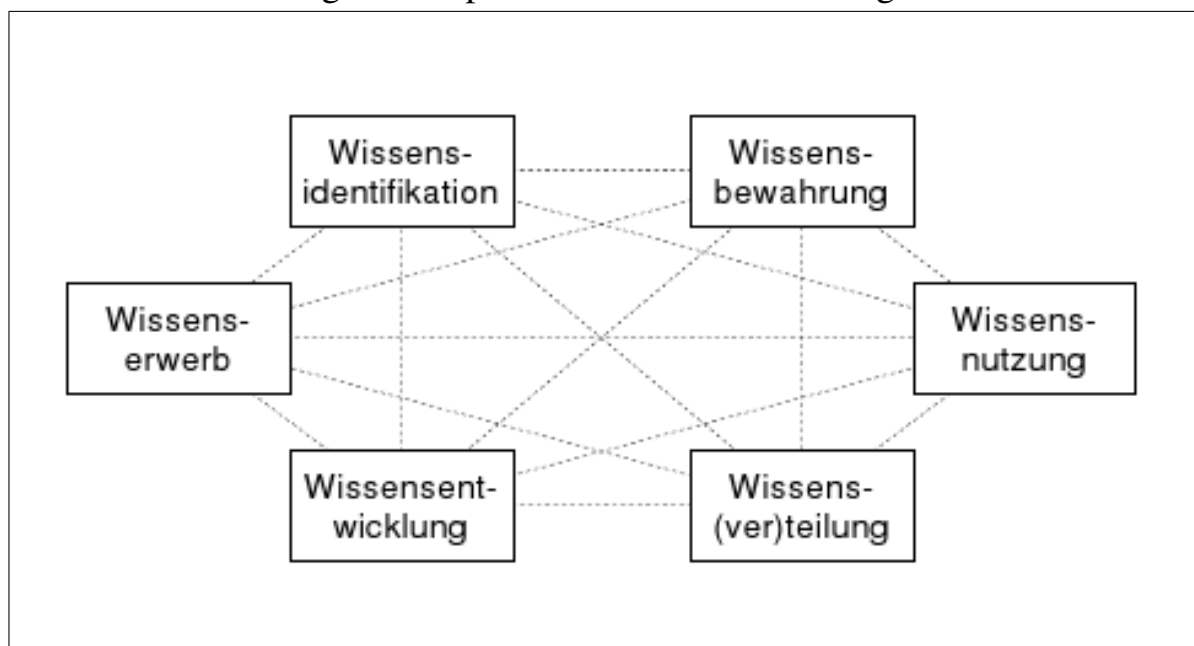 Wissens-
identifikation
Wissens-
bewahrung
Wissens-
erwerb
Wissens-
nutzung
Wissensent-
wicklung
Wissens-
(ver)teilung